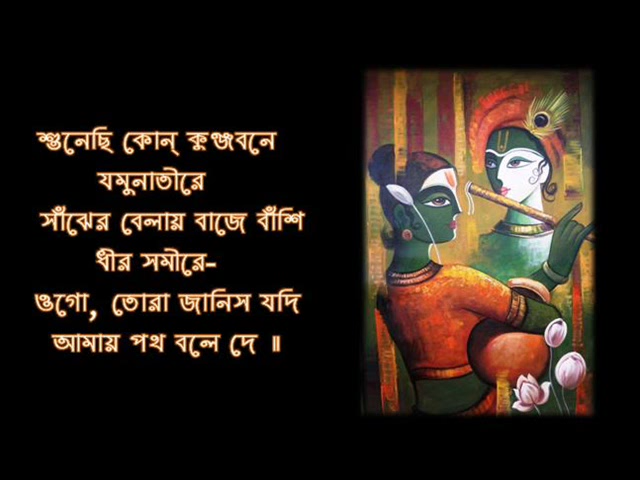 শুনেছি কোন্ কুঞ্জবনে
যমুনাতীরে
সাঁঝের বেলায় বাজে বাঁশি
ধীর সমীরে-
ওগো, তোরা জানিস যদি
আমায় পথ বলে দে ॥